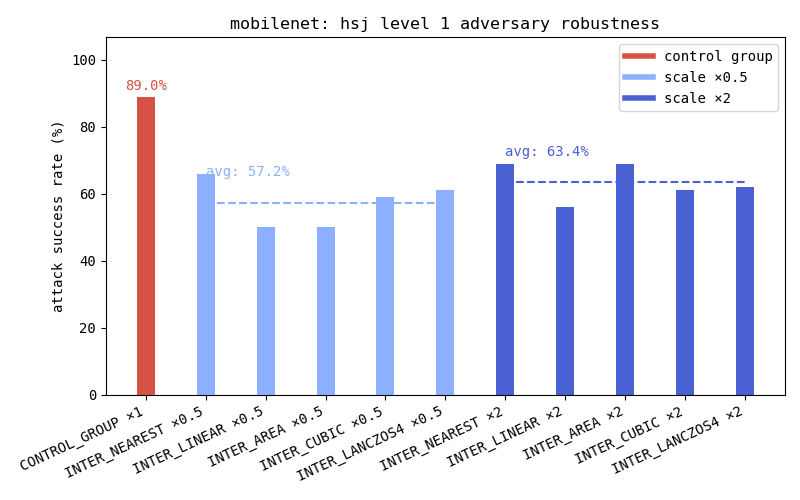 mobilenet: hsj level 1 adversary robustness
attack success rate (%)
100
80
60
40
20
0
89.0%
avg: 57.2%
avg: 63.4%
control group
scale ×0.5
scale ×2
CONTROL_GROUP ×1
INTER_NEAREST ×0.5
INTER_LINEAR ×0.5
INTER_AREA ×0.5
INTER_CUBIC ×0.5
INTER_LANCZOS4 ×0.5
INTER_NEAREST ×2
INTER_LINEAR ×2
INTER_AREA ×2
INTER_CUBIC ×2
INTER_LANCZOS4 ×2